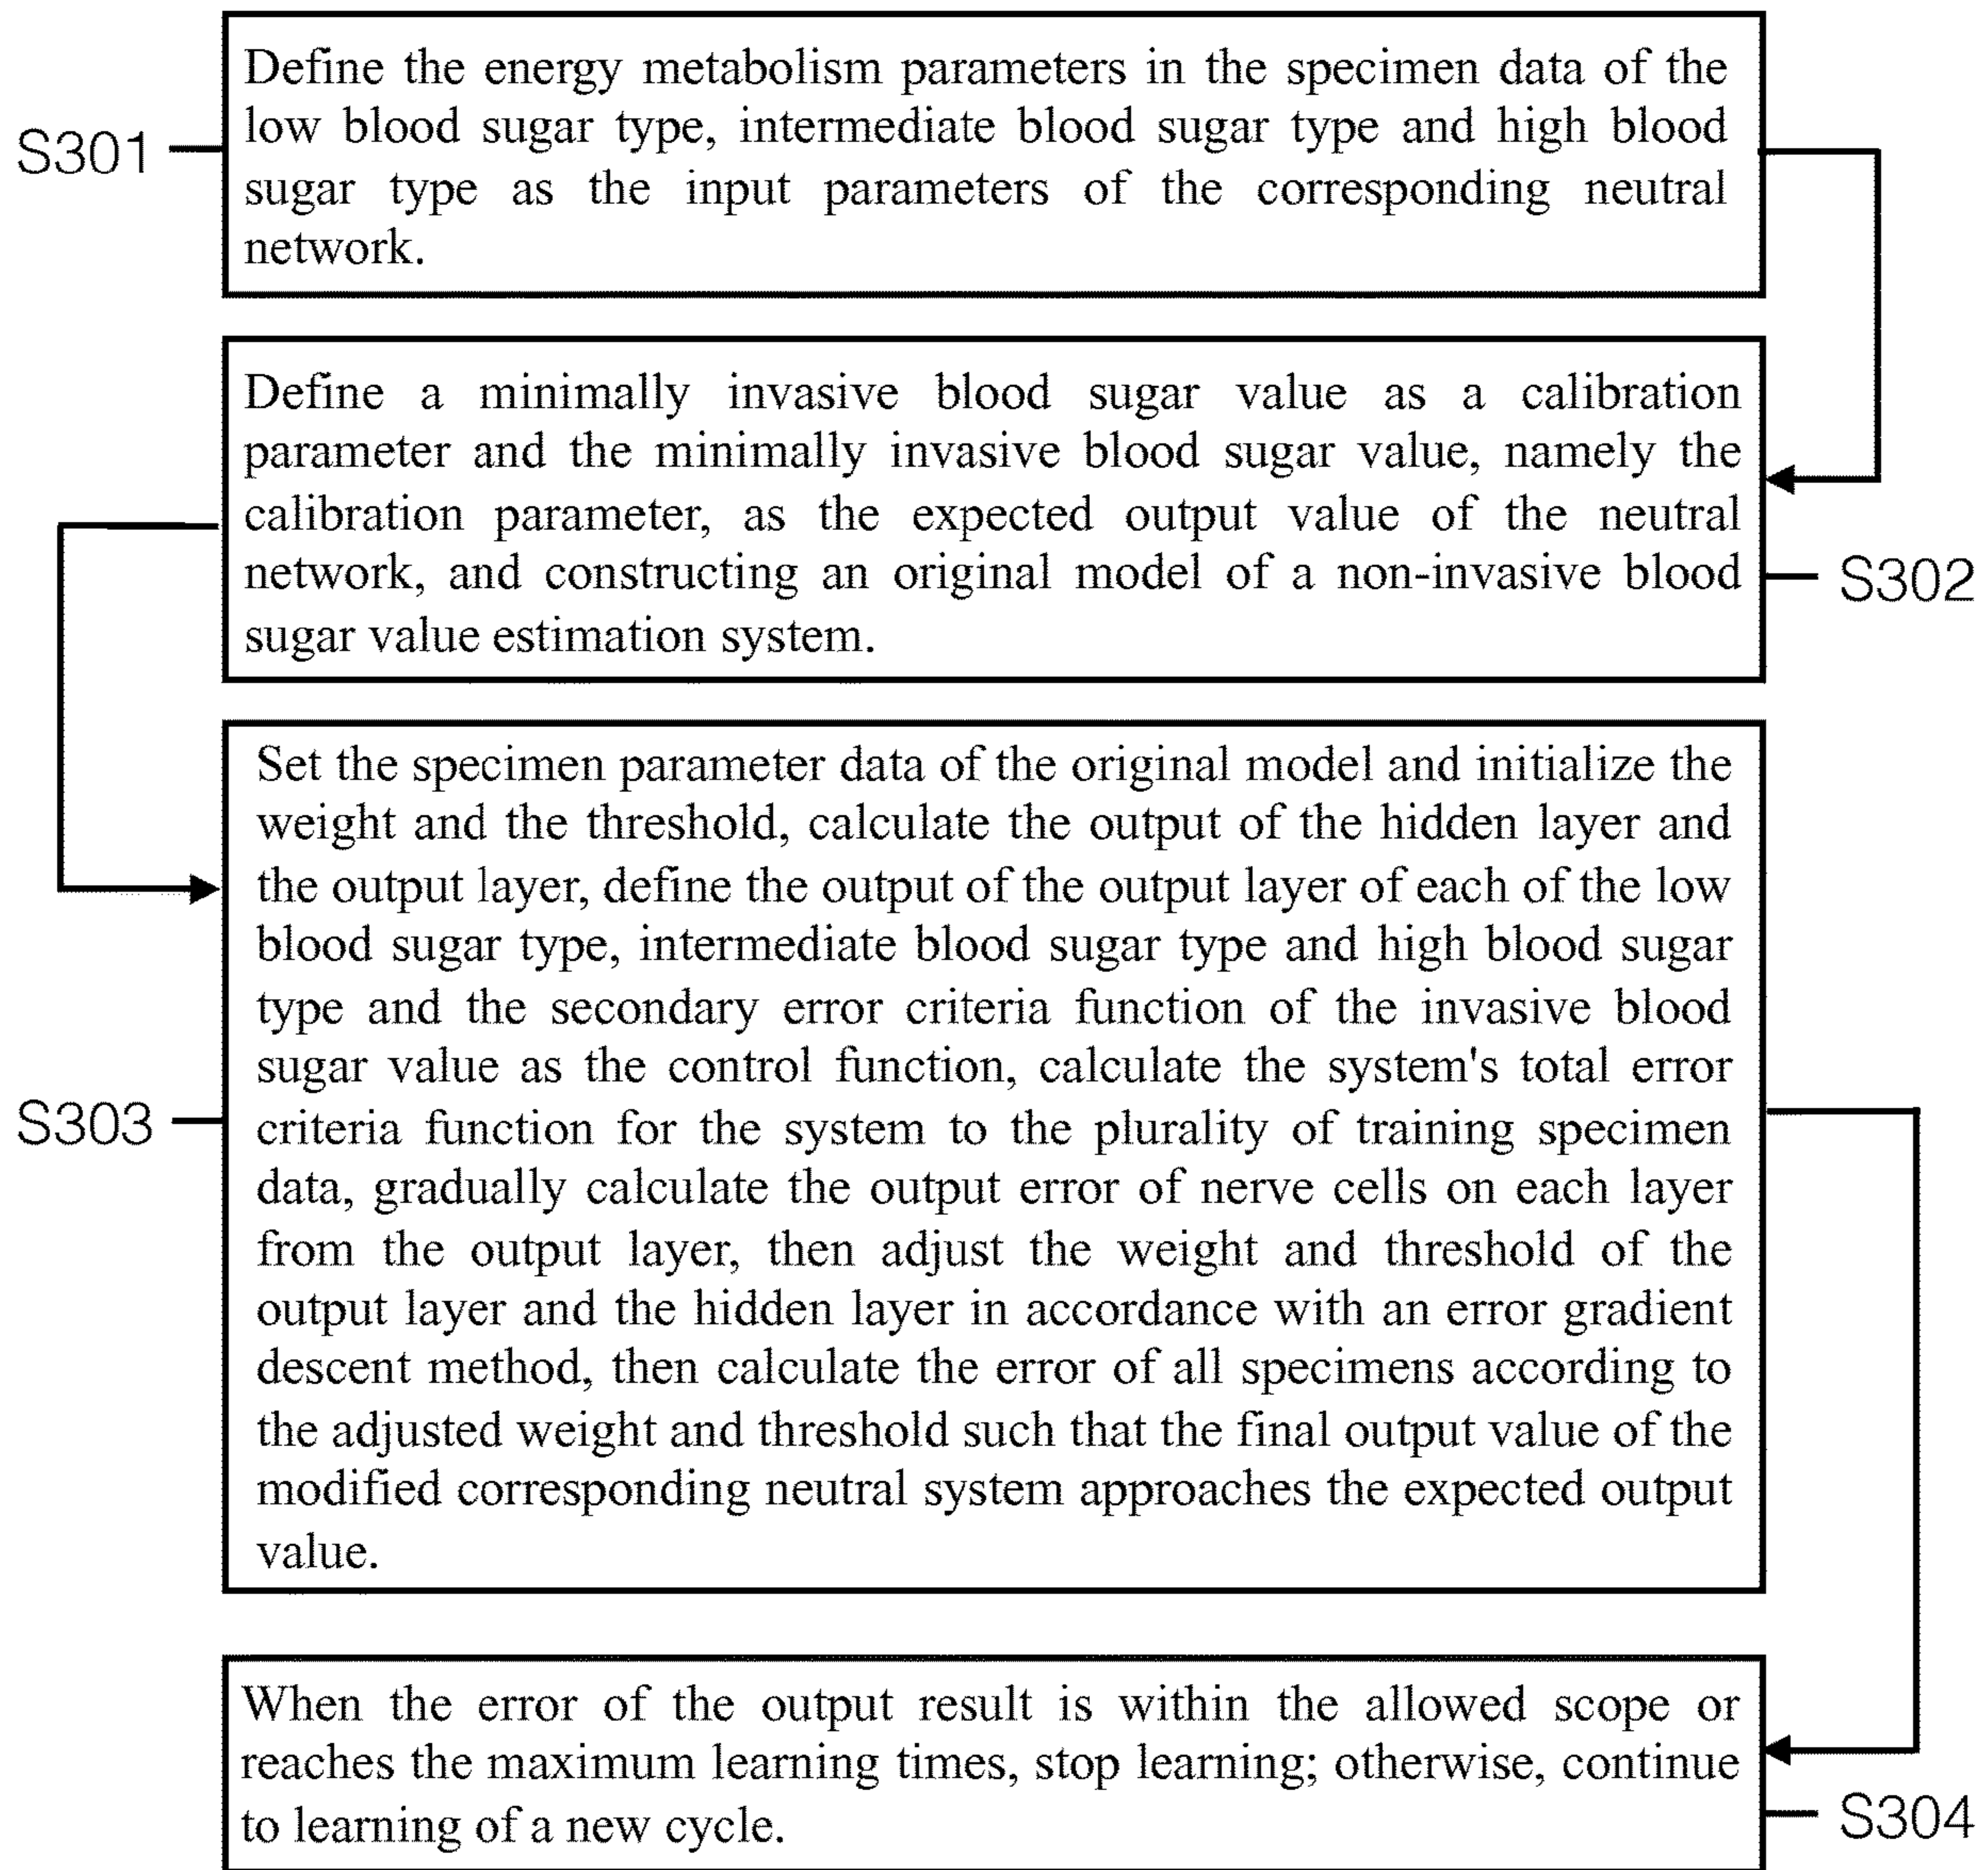 Define the energy metabolism parameters in the specimen data of the
low blood sugar type, intermediate blood sugar type and high blood
S301
sugar type as the input parameters of the corresponding neutral
network.
Define a minimally invasive blood sugar value as a calibration
parameter and the minimally invasive blood sugar value, namely the
calibration parameter, as the expected output value of the neutral
network, and constructing an original model of a non-invasive blood
S302
sugar value estimation system.
Set the specimen parameter data of the original model and initialize the
weight and the threshold, calculate the output of the hidden layer and
the output layer, define the output of the output layer of each of the low
blood sugar type, intermediate blood sugar type and high blood sugar
type and the secondary error criteria function of the invasive blood
sugar value as the control function, calculate the system's total error
S303
criteria function for the system to the plurality of training specimen
data, gradually calculate the output error of nerve cells on each layer
from the output layer, then adjust the weight and threshold of the
output layer and the hidden layer in accordance with an error gradient
descent method, then calculate the error of all specimens according to
the adjusted weight and threshold such that the final output value of the
modified corresponding neutral system approaches the expected output
value.
When the error of the output result is within the allowed scope or
reaches the maximum learning times, stop learning; otherwise, continue
to learning of a new cycle.
S304